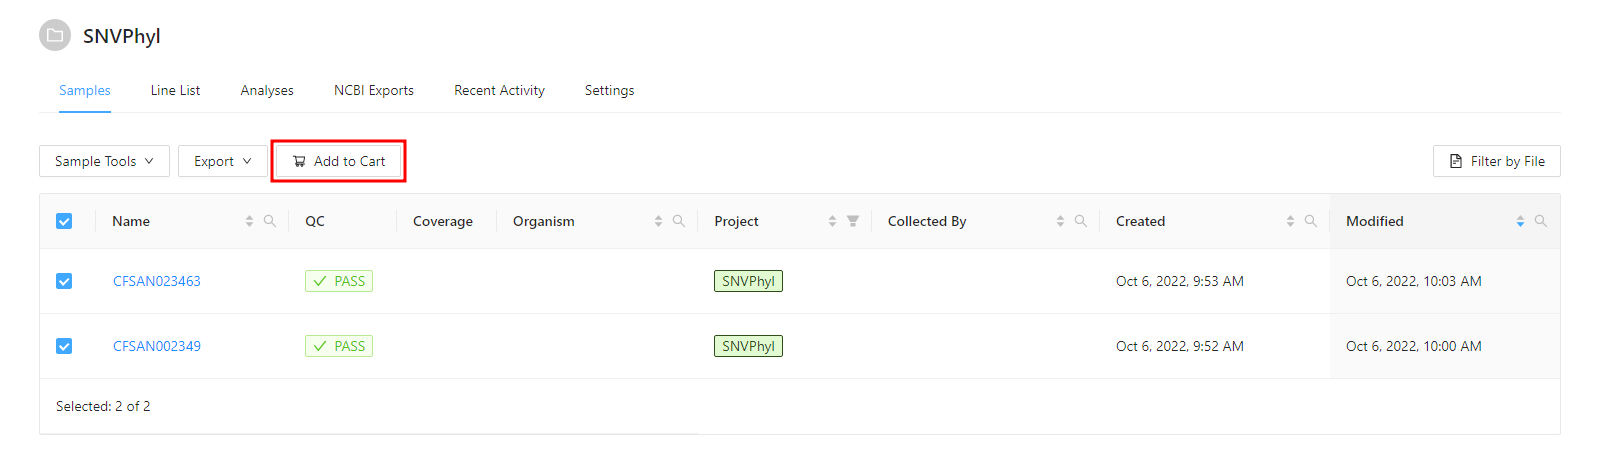 SNVPhyl
Samples Line List Analyses NCBI Exports Recent Activity Settings
Sample Tools Export Add to Cart Filter by File
Name QC Coverage Organism Project Collected By Created Modified
CFSAN023463 PASS SNVPhyl Oct 6, 2022, 9:53 AM Oct 6, 2022, 10:03 AM
CFSAN002349 PASS SNVPhyl Oct 6, 2022, 9:52 AM Oct 6, 2022, 10:00 AM
Selected: 2 of 2